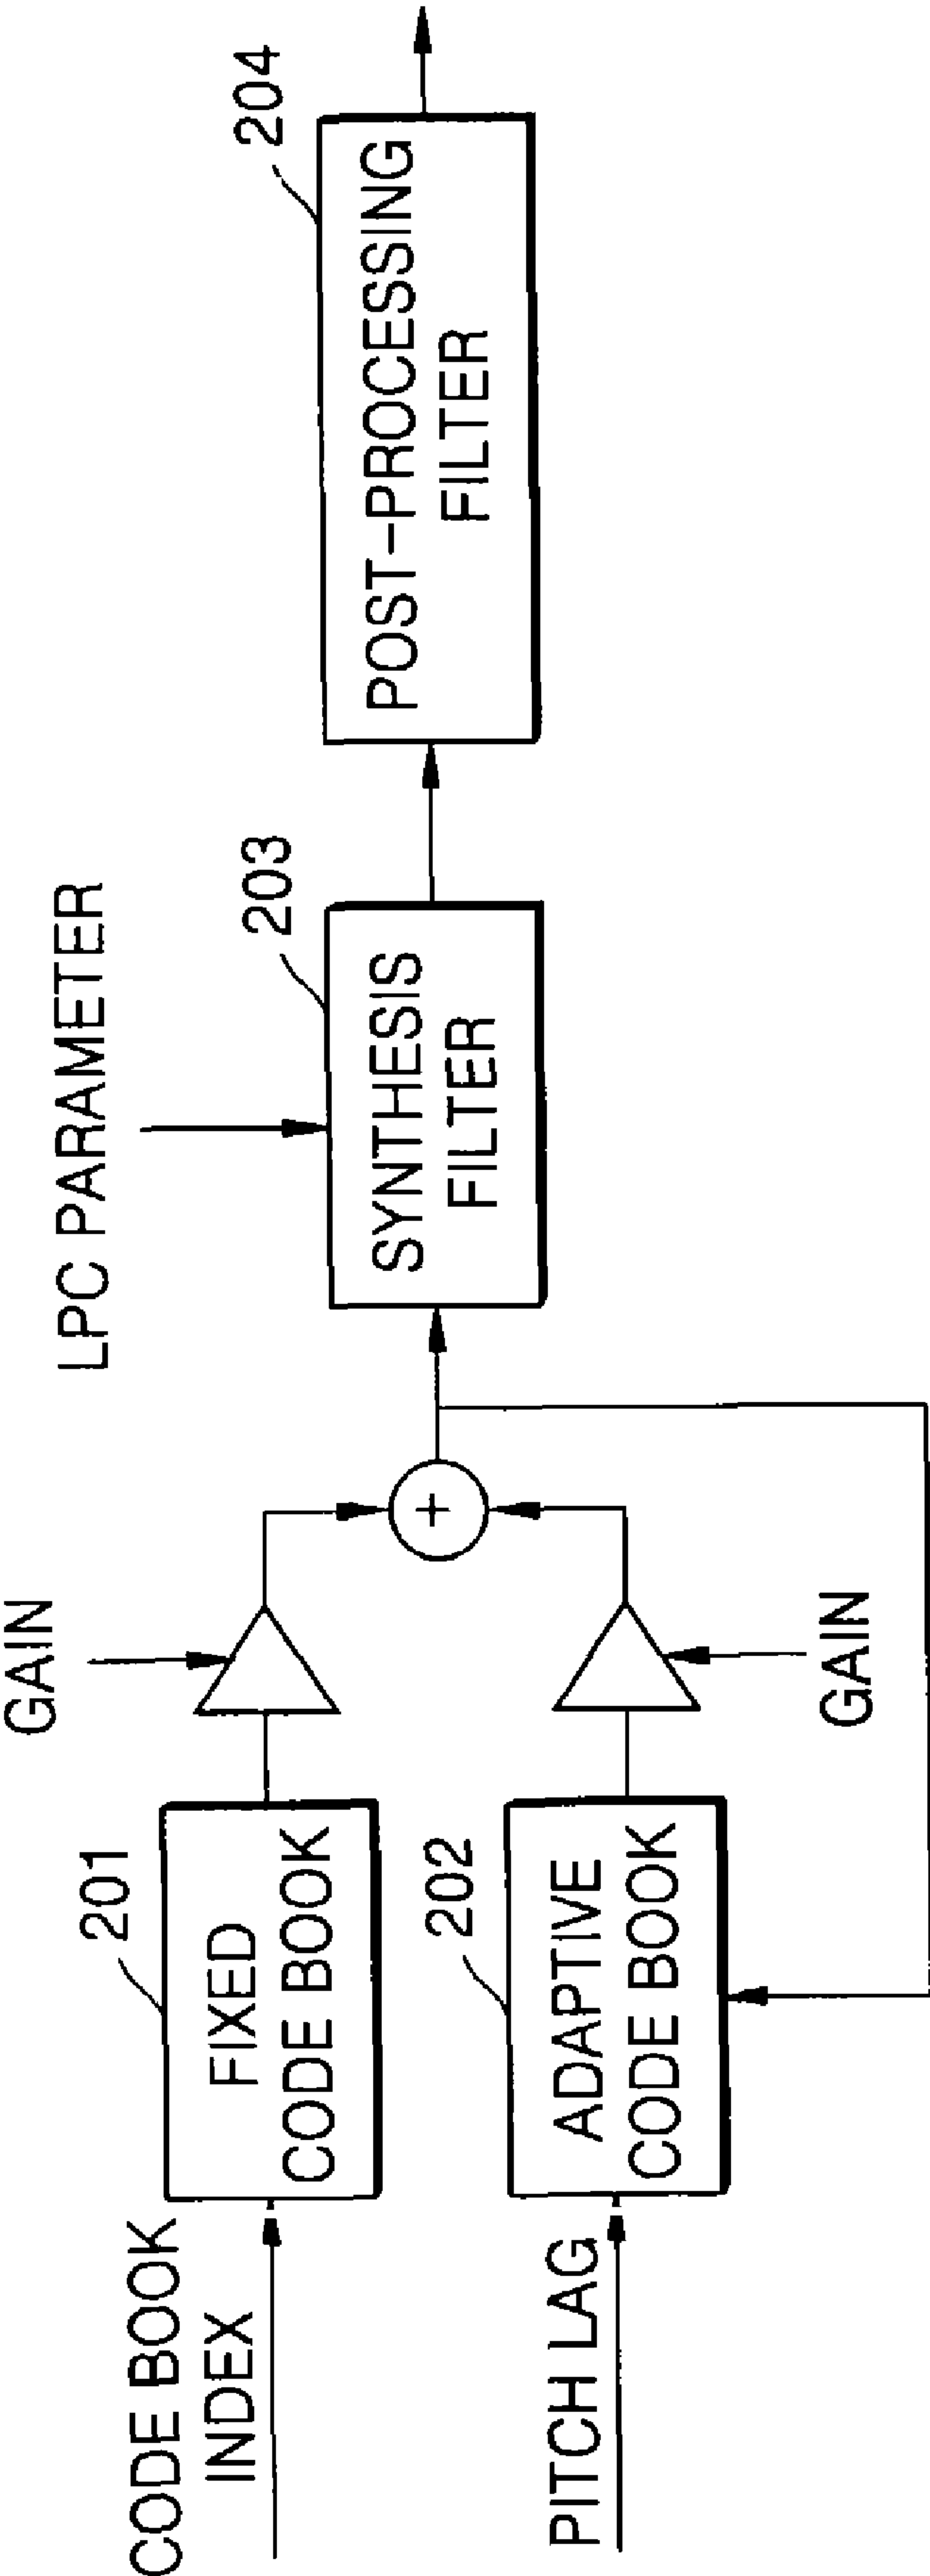 CODE BOOK
INDEX
201
FIXED
CODE BOOK
GAIN
PITCH LAG
202
ADAPTIVE
CODE BOOK
GAIN
+
LPC PARAMETER
203
SYNTHESIS
FILTER
204
POST-PROCESSING
FILTER